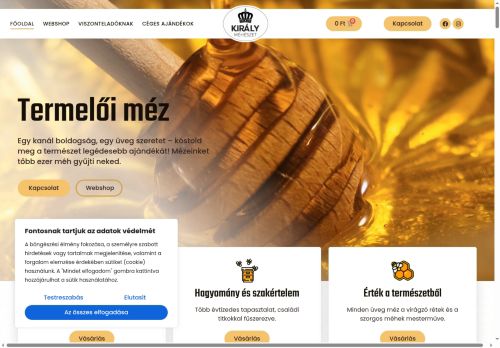 FŐOLDAL WEBSHOP VISZONTELADÓKNAK CÉGES AJÁNDÉKOK
KIRÁLY
MÉHÉSZET
0 Ft 0
Kapcsolat
Termelői méz
Egy kanál boldogság, egy üveg szeretet – kóstold
meg a természet legédesebb ajándékát! Mézeinket
több ezer méh gyűjti neked.
Kapcsolat Webshop
Fontosnak tartjuk az adatok védelmét
A böngészési élmény fokozása, a személyre szabott
hirdetések vagy tartalmak megjelenítése, valamint a
forgalom elemzése érdekében sütiket (cookie)
használunk. A "Mindet elfogadom" gombra kattintva
hozzájárulhat a sütik használatához.
Testreszabás Elutasít
Az összes elfogadása
Vásárlás
Hagyomány és szakértelem
Több évtizedes tapasztalat, családi
titkokkal fűszerezve.
Vásárlás
Érték a természetből
Minden üveg méz a virágzó rétek és a
szorgos méhek mesterműve.
Vásárlás